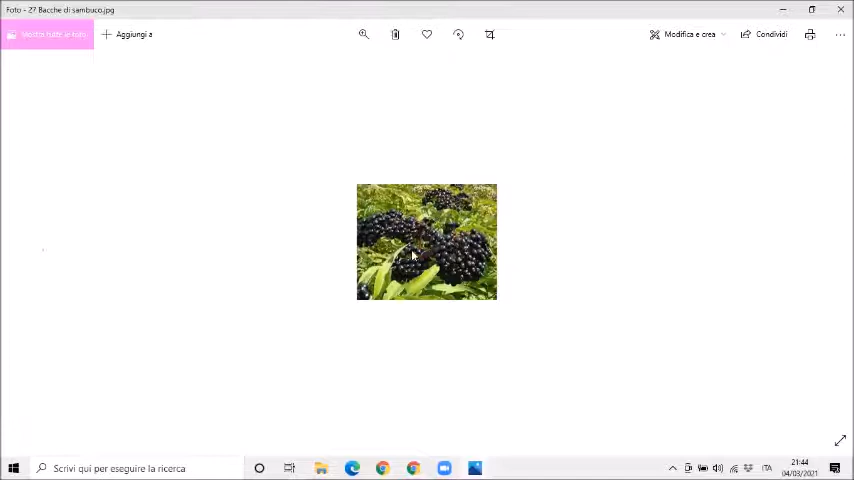 Foto - 27 Bacche di sambuco.jpg
Mostra tutte le foto
Aggiungi a
Modifica e crea
Condividi
Scrivi qui per eseguire la ricerca
ITA
21:44
04/03/2021